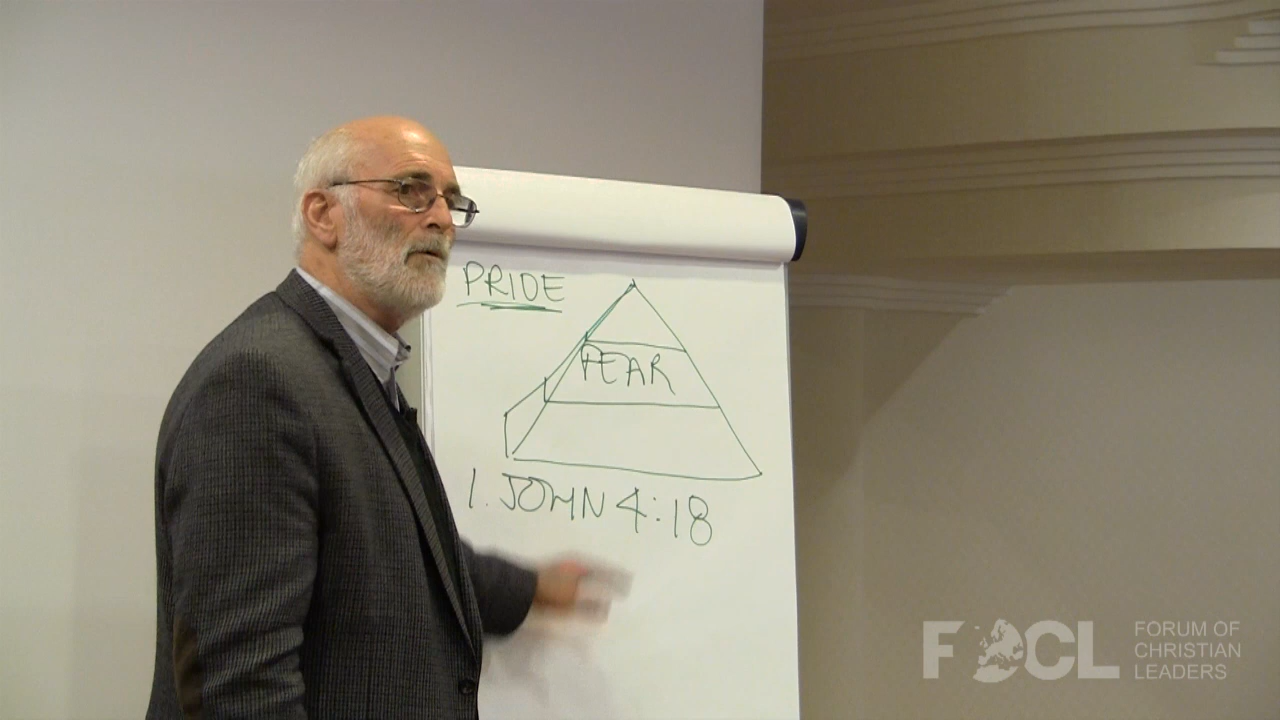 PRIDE
FEAR
1. JOHN 4:18
FOCL
FORUM OF
CHRISTIAN
LEADERS